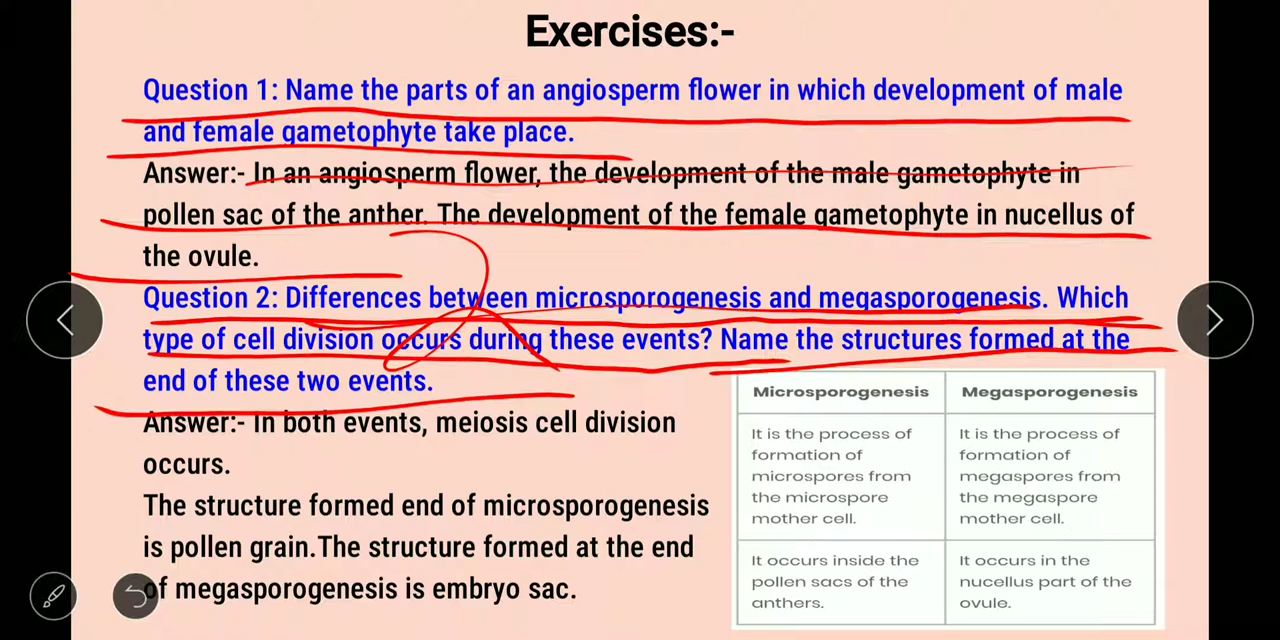 Exercises:-
Question 1: Name the parts of an angiosperm flower in which development of male
and female gametophyte take place.
Answer:- In an angiosperm flower, the development of the male gametophyte in
pollen sac of the anther. The development of the female gametophyte in nucellus of
the ovule.
Question 2: Differences between microsporogenesis and megasporogenesis. Which
type of cell division occurs during these events? Name the structures formed at the
end of these two events.
Answer:- In both events, meiosis cell division
occurs.
The structure formed end of microsporogenesis
is pollen grain.The structure formed at the end
of megasporogenesis is embryo sac.
Microsporogenesis
It is the process of
formation of
microspores from
the microspore
mother cell.
It occurs inside the
pollen sacs of the
anthers.
Megasporogenesis
It is the process of
formation of
megaspores from
the megaspore
mother cell.
It occurs in the
nucellus part of the
ovule.